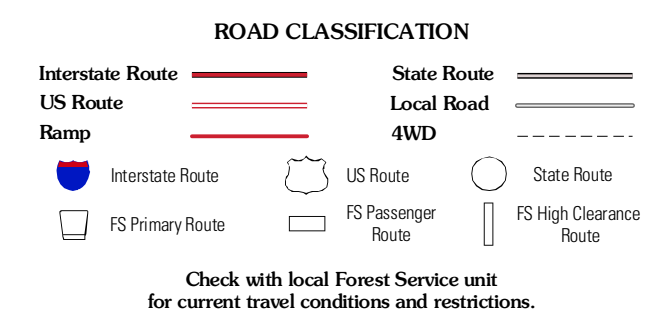 ROAD CLASSIFICATION
Interstate Route
State Route
US Route
Local Road
Ramp
4WD
Interstate Route
US Route
State Route
FS Primary Route
FS Passenger
Route
FS High Clearance
Route
Check with local Forest Service unit
for current travel conditions and restrictions.